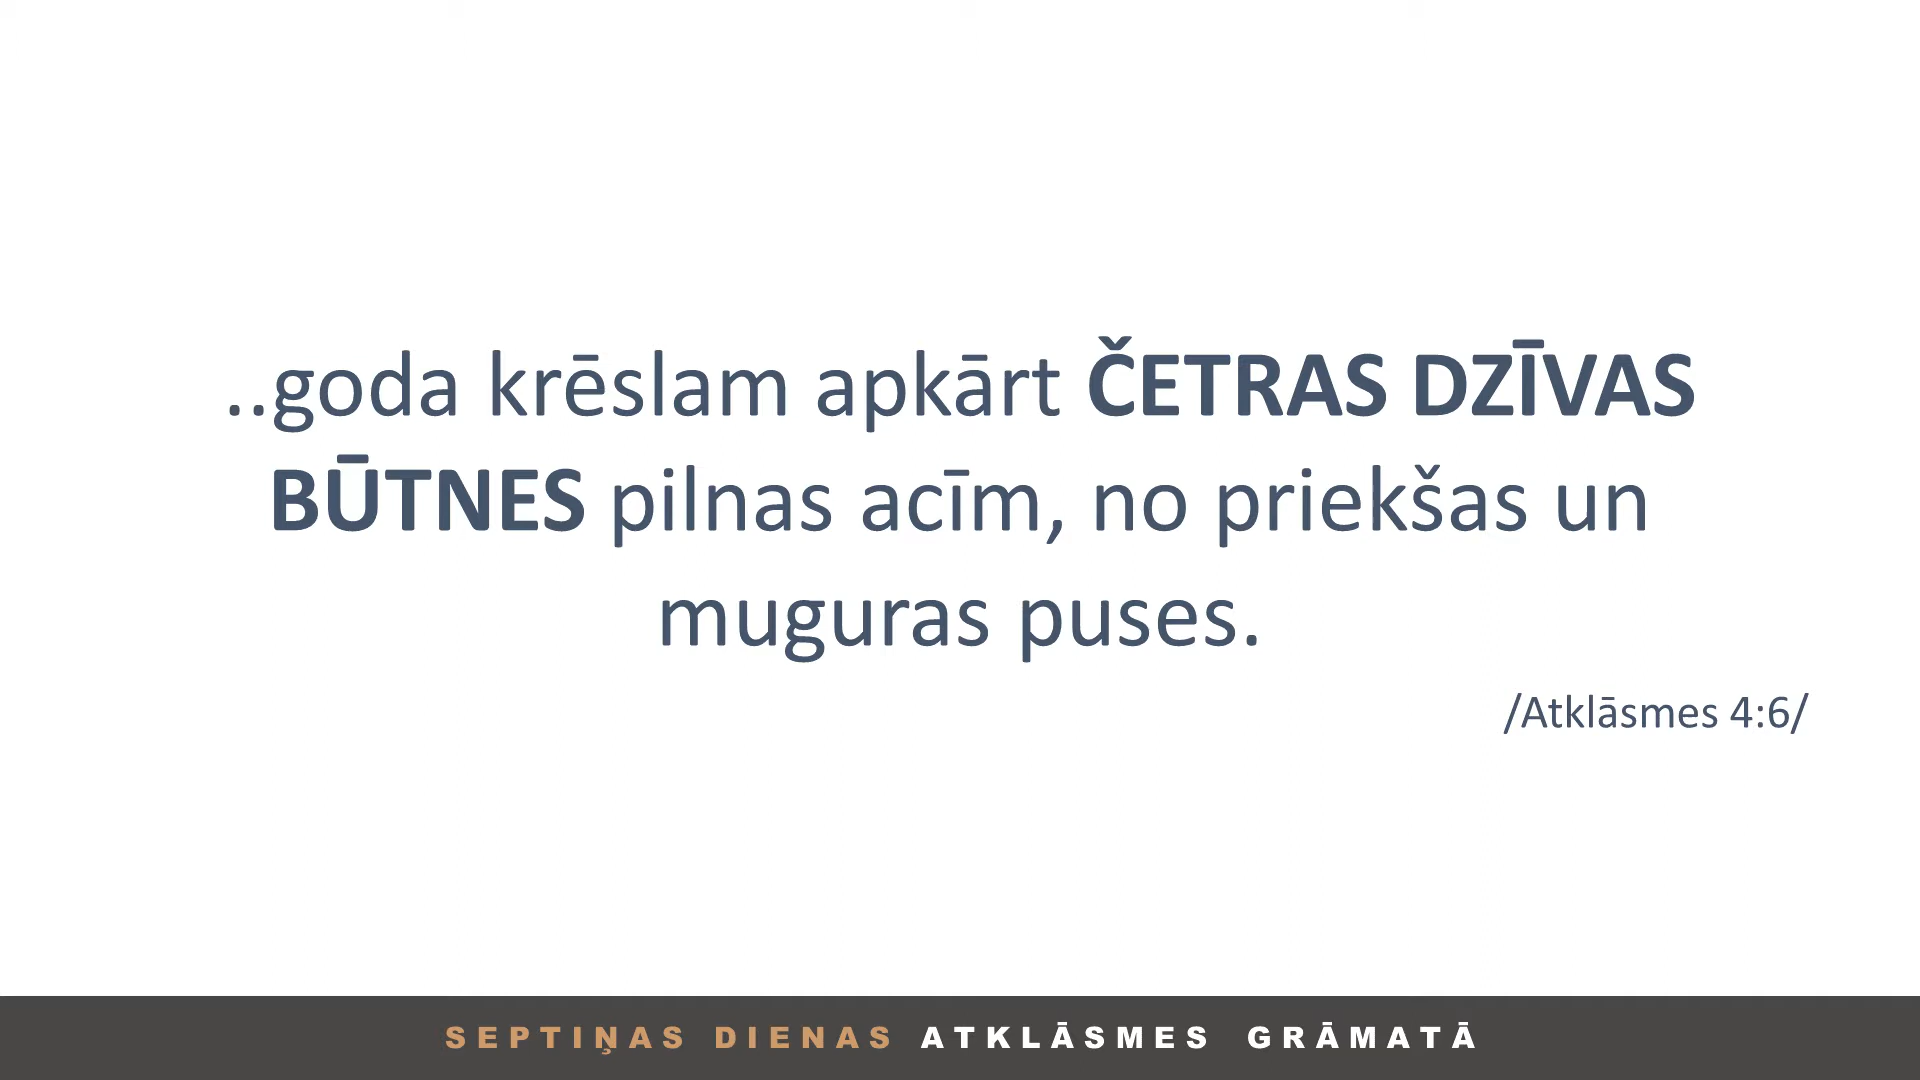 ..goda krēslam apkārt ČETRAS DZĪVAS
BŪTNES pilnas acīm, no priekšas un
muguras puses.
/Atklāsmes 4:6/
SEPTIŅAS DIENAS ATKLĀSMES GRĀMATĀ